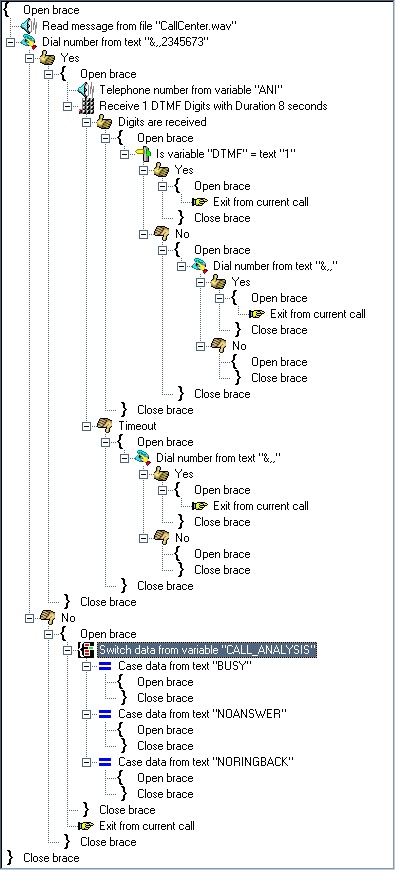 { Open brace
Read message from file "CallCenter.wav"
Dial number from text "&,,2345673"
Yes
{ Open brace
Telephone number from variable "ANI"
Receive 1 DTMF Digits with Duration 8 seconds
Digits are received
{ Open brace
Is variable "DTMF" = text "1"
Yes
{ Open brace
Exit from current call
} Close brace
No
{ Open brace
Dial number from text "&,,"
Yes
{ Open brace
Exit from current call
} Close brace
No
{ Open brace
} Close brace
} Close brace
} Close brace
Timeout
{ Open brace
Dial number from text "&,,"
Yes
{ Open brace
Exit from current call
} Close brace
No
{ Open brace
} Close brace
} Close brace
} Close brace
No
{ Open brace
Switch data from variable "CALL_ANALYSIS"
Case data from text "BUSY"
{ Open brace
} Close brace
Case data from text "NOANSWER"
{ Open brace
} Close brace
Case data from text "NORINGBACK"
{ Open brace
} Close brace
} Close brace
Exit from current call
} Close brace
} Close brace